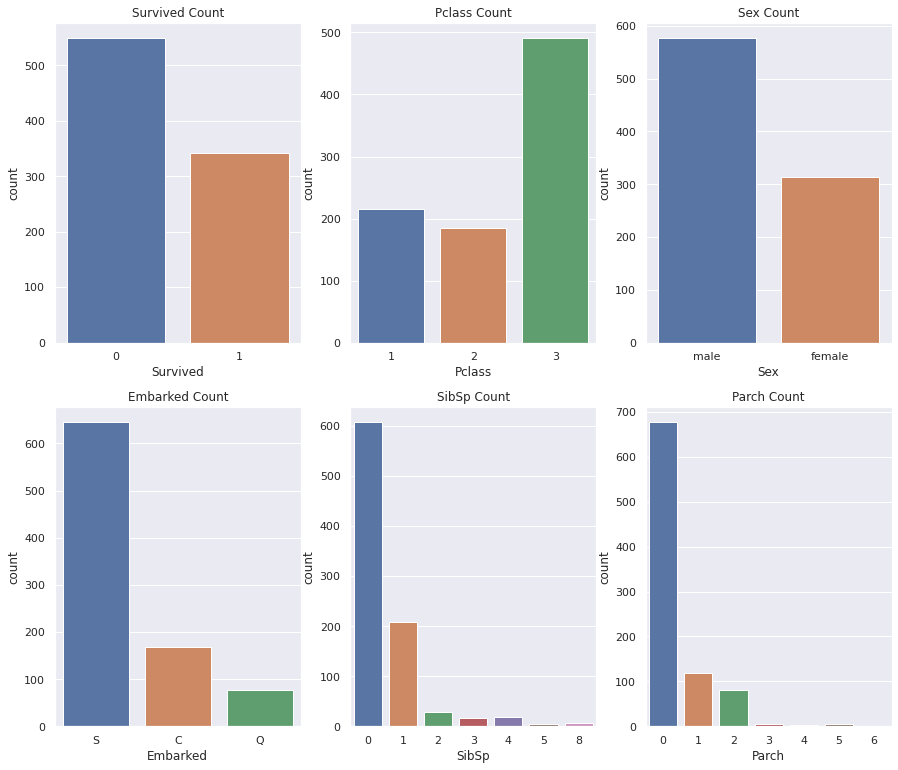 Survived Count
count
500
400
300
200
100
0
0 1
Survived
Pclass Count
count
500
400
300
200
100
0
1 2 3
Pclass
Sex Count
count
600
500
400
300
200
100
0
male female
Sex
Embarked Count
count
600
500
400
300
200
100
0
S C Q
Embarked
SibSp Count
count
600
500
400
300
200
100
0
0 1 2 3 4 5 8
SibSp
Parch Count
count
700
600
500
400
300
200
100
0
0 1 2 3 4 5 6
Parch